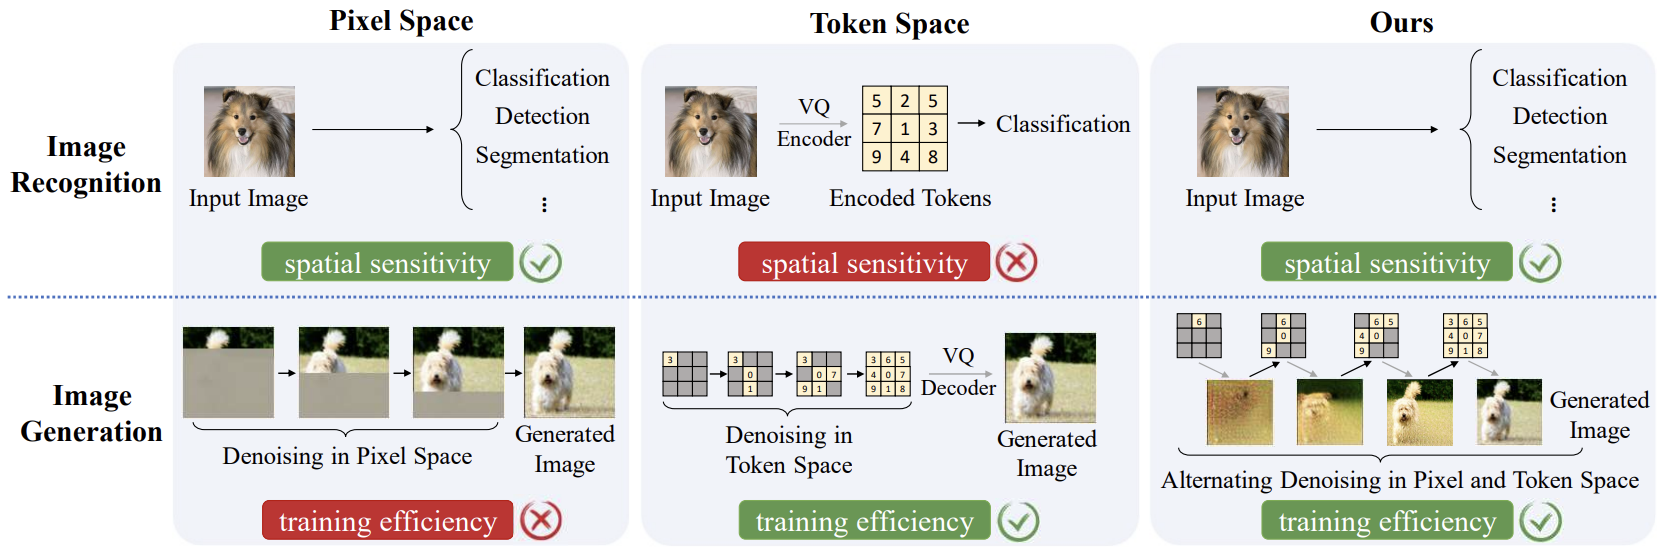 Pixel Space
Token Space
Ours
Image
Recognition
Input Image
Classification
Detection
Segmentation
⋮
spatial sensitivity
Input Image
VQ
Encoder
5 2 5
7 1 3
9 4 8
Encoded Tokens
Classification
spatial sensitivity
Input Image
Classification
Detection
Segmentation
⋮
spatial sensitivity
Image
Generation
Denoising in Pixel Space
Generated
Image
training efficiency
3
3
0
1
3
0 7
9 1
3 6 5
4 0 7
9 1 8
VQ
Decoder
Denoising in
Token Space
Generated
Image
training efficiency
6
6
0
9
6 5
4 0
9
3 6 5
4 0 7
9 1 8
Generated
Image
Alternating Denoising in Pixel and Token Space
training efficiency